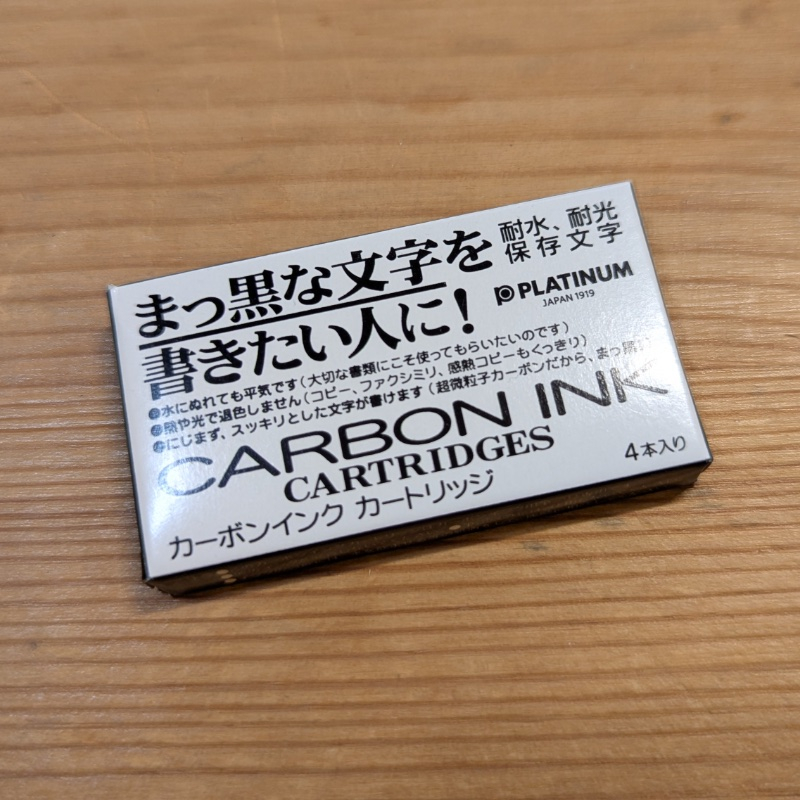 まっ黒な文字を
書きたい人に!
耐水、耐光
保存文字
PLATINUM
JAPAN 1919
●水にぬれても平気です(大切な書類にこそ使ってもらいたいのです)
●熱や光で退色しません(コピー、ファクシミリ、感熱コピーもくっきり)
●にじまず、スッキリとした文字が書けます(超微粒子カーボンだから、まっ黒!)
CARBON INK
CARTRIDGES
カーボンインク カートリッジ
4本入り